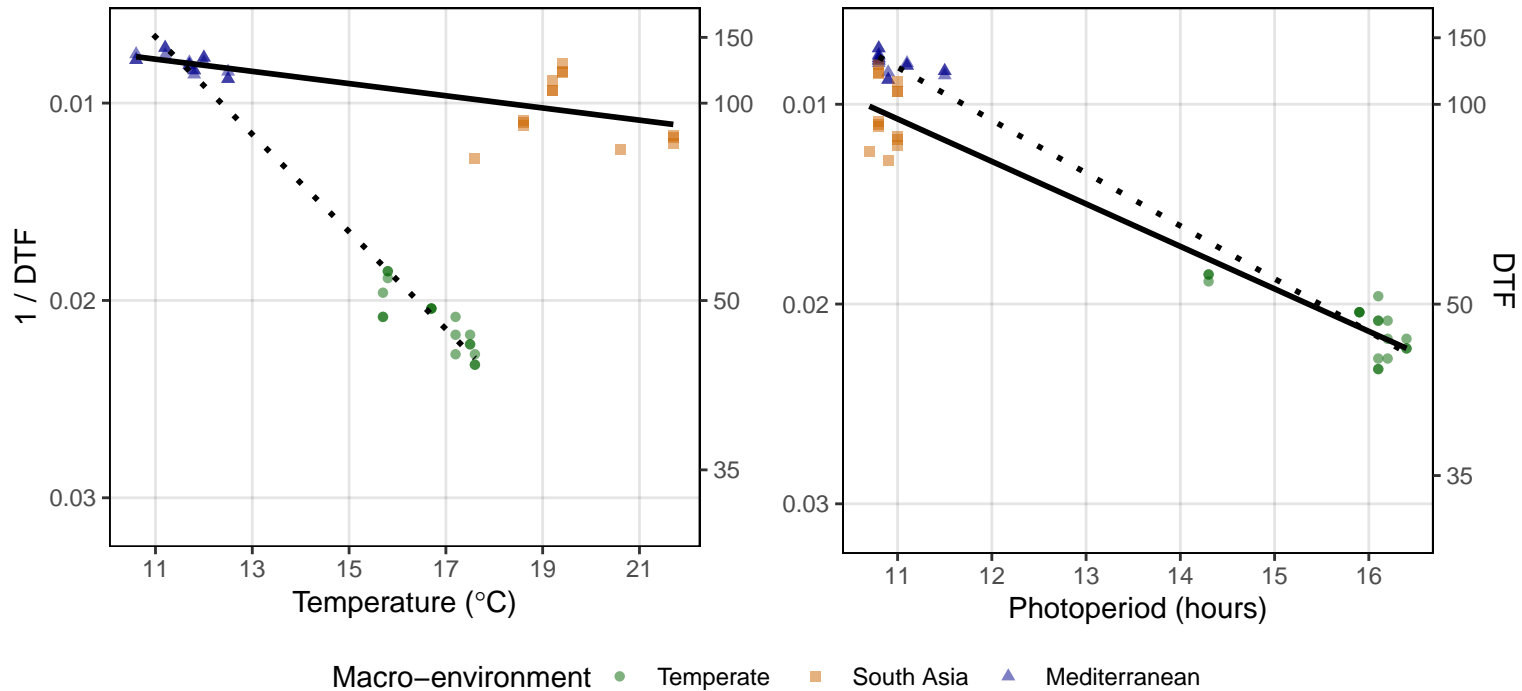 1 / DTF
0.01
0.02
0.03
150
100
50
35
11 13 15 17 19 21
Temperature (°C)
0.01
0.02
0.03
150
100
50
35
DTF
11 12 13 14 15 16
Photoperiod (hours)
Macro−environment Temperate South Asia Mediterranean